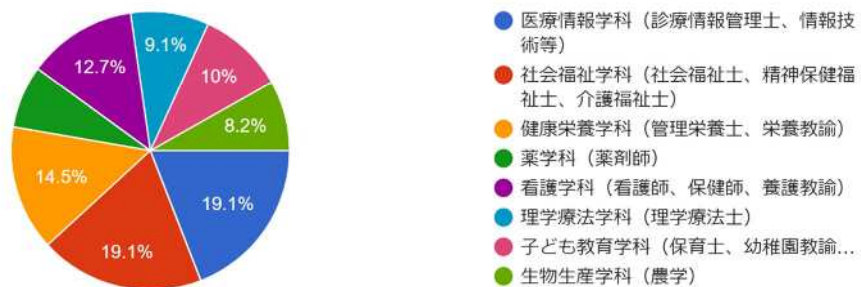 9.1%
12.7%
10%
8.2%
14.5%
19.1%
19.1%
医療情報学科（診療情報管理士、情報技
術等）
社会福祉学科（社会福祉士、精神保健福
祉士、介護福祉士）
健康栄養学科（管理栄養士、栄養教諭）
薬学科（薬剤師）
看護学科（看護師、保健師、養護教諭）
理学療法学科（理学療法士）
子ども教育学科（保育士、幼稚園教諭…
生物生産学科（農学）